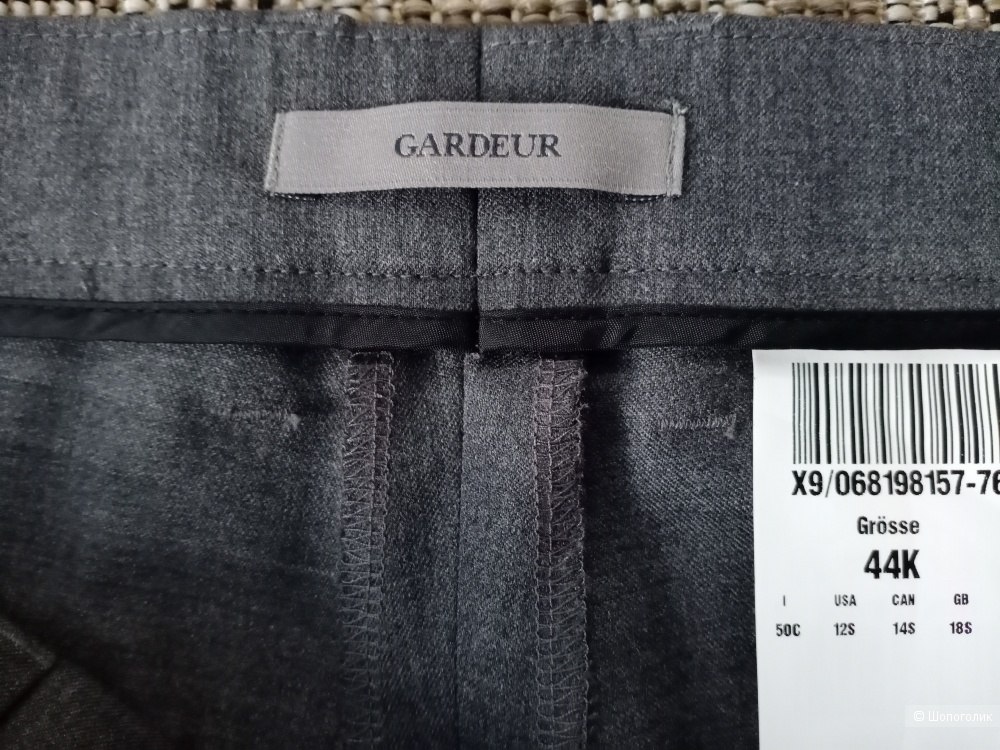 GARDEUR
X9/068198157-76
Grösse
44K
I USA CAN GB
50C 12S 14S 18S
© Шопоголик